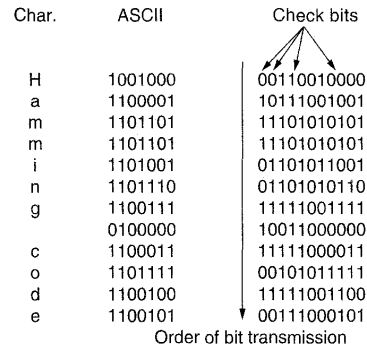 Char. ASCII Check bits
H 1001000 00110010000
a 1100001 10111001001
m 1101101 11101010101
m 1101101 11101010101
i 1101001 01101011001
n 1101110 01101010110
g 1100111 11111001111
0100000 10011000000
c 1100011 11111000011
o 1101111 00101011111
d 1100100 11111001100
e 1100101 00111000101
Order of bit transmission